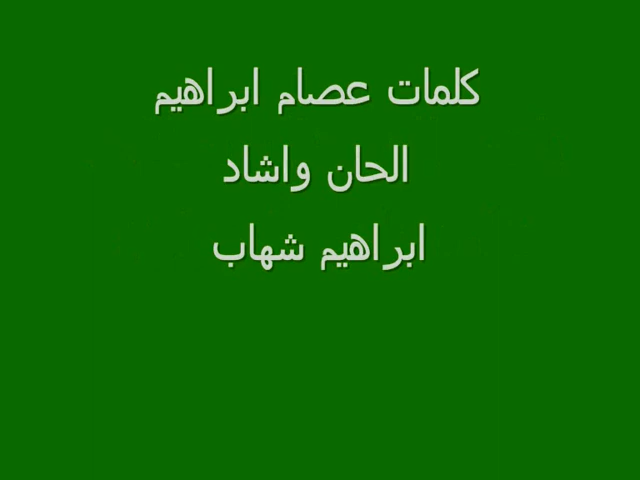 كلمات عصام ابراهيم
الحان واشاد
ابراهيم شهاب